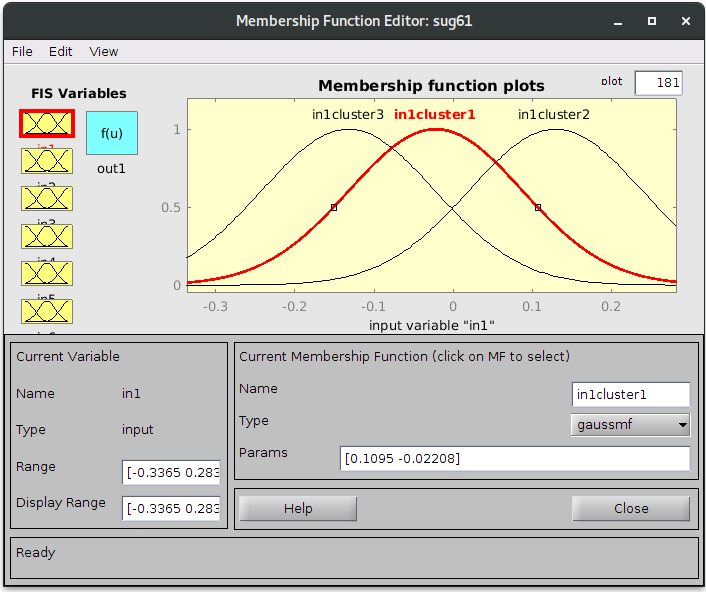 Membership Function Editor: sug61
File Edit View
FIS Variables
f(u)
out1
in1
in2
in3
in4
in5
Membership function plots
plot
181
in1cluster3 in1cluster1 in1cluster2
1
0.5
0
-0.3 -0.2 -0.1 0 0.1 0.2
input variable "in1"
Current Variable
Name in1
Type input
Range [-0.3365 0.283
Display Range [-0.3365 0.283
Current Membership Function (click on MF to select)
Name in1cluster1
Type gaussmf
Params [0.1095 -0.02208]
Help Close
Ready